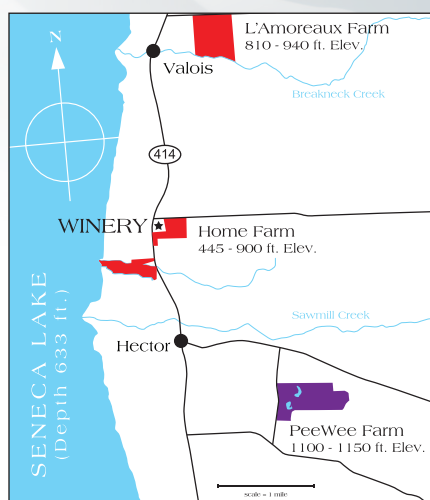 L'Amoreaux Farm
810 - 940 ft. Elev.
N
Valois
Breakneck Creek
414
WINERY
Home Farm
445 - 900 ft. Elev.
SENECA LAKE
(Depth 633 ft.)
Sawmill Creek
Hector
PeeWee Farm
1100 - 1150 ft. Elev.
scale = 1 mile